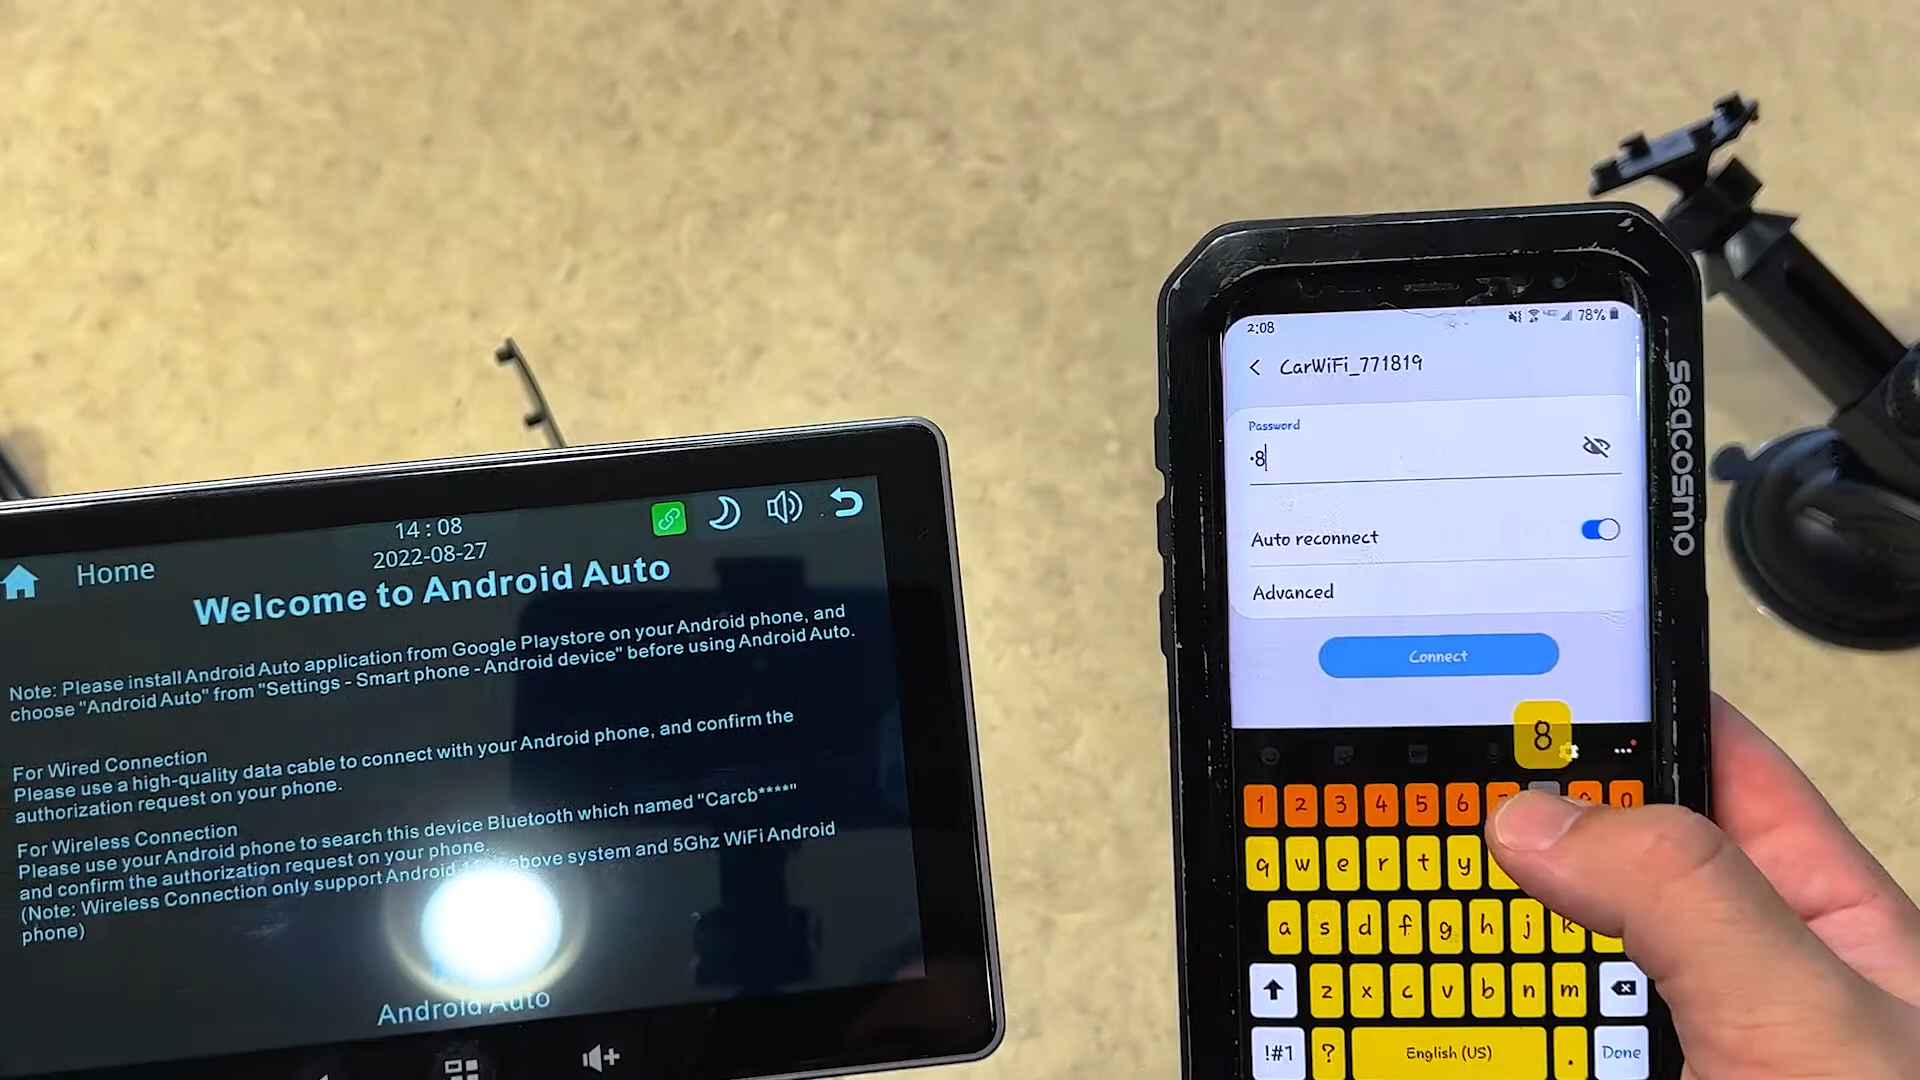 14:08
2022-08-27
Home
Welcome to Android Auto
Note: Please install Android Auto application from Google Playstore on your Android phone, and
choose "Android Auto" from "Settings - Smart phone - Android device" before using Android Auto.
For Wired Connection
Please use a high-quality data cable to connect with your Android phone, and confirm the
authorization request on your phone.
For Wireless Connection
Please use your Android phone to search this device Bluetooth which named "Carcb****"
and confirm the authorization request on your phone.
(Note: Wireless Connection only support Android above system and 5Ghz WiFi Android
phone)
Android Auto
2:08
78%
CarWiFi_771819
Password
•8
Auto reconnect
Advanced
Connect
8
1 2 3 4 5 6 7 9 0
q w e r t y
a s d f g h j k
z x c v b n m
!#1 ? English (US) . Done
seacosmo